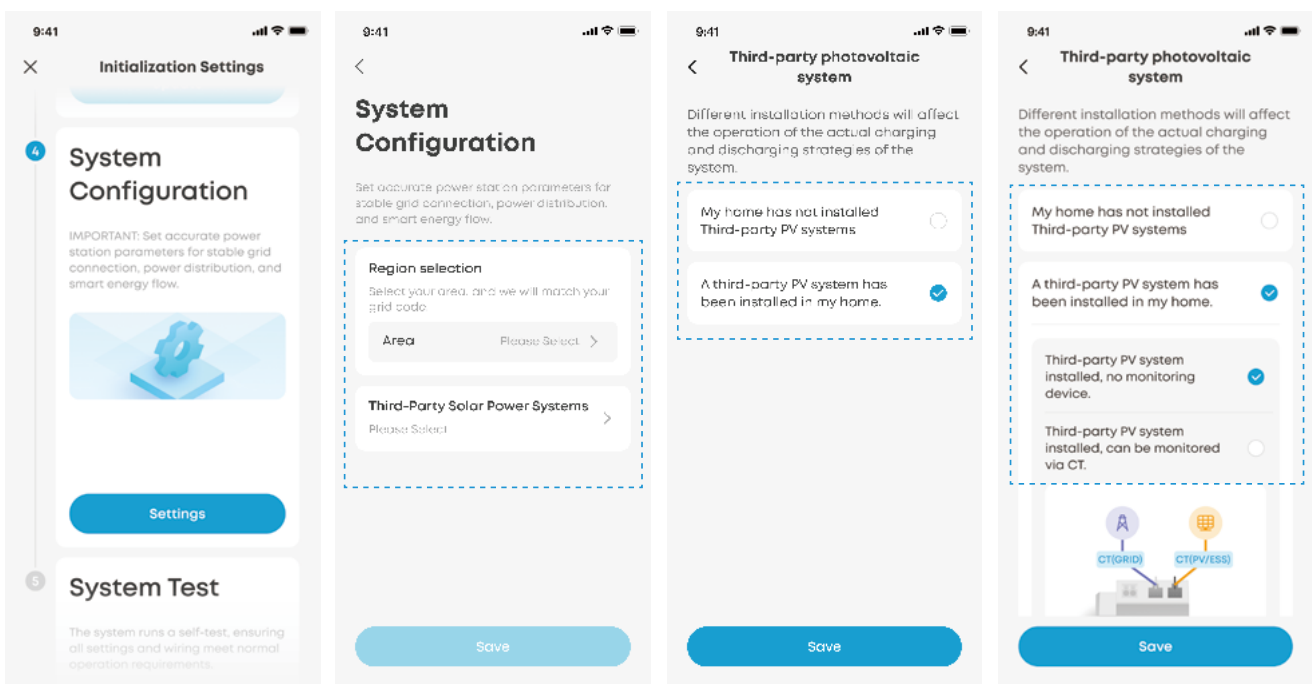 9:41
Initialization Settings
4
System
Configuration
IMPORTANT: Set accurate power
station parameters for stable grid
connection, power distribution, and
smart energy flow.
Settings
5
System Test
The system runs a self-test, ensuring
all settings and wiring meet normal
operation requirements.
9:41
System
Configuration
Set accurate power station parameters for
stable grid connection, power distribution,
and smart energy flow.
Region selection
Select your area, and we will match your
grid code
Area
Please Select
Third-Party Solar Power Systems
Please Select
Save
9:41
Third-party photovoltaic
system
Different installation methods will affect
the operation of the actual charging
and discharging strategies of the
system.
My home has not installed
Third-party PV systems
A third-party PV system has
been installed in my home.
Save
9:41
Third-party photovoltaic
system
Different installation methods will affect
the operation of the actual charging
and discharging strategies of the
system.
My home has not installed
Third-party PV systems
A third-party PV system has
been installed in my home.
Third-party PV system
installed, no monitoring
device.
Third-party PV system
installed, can be monitored
via CT.
CT(GRID)
CT(PV/ESS)
Save